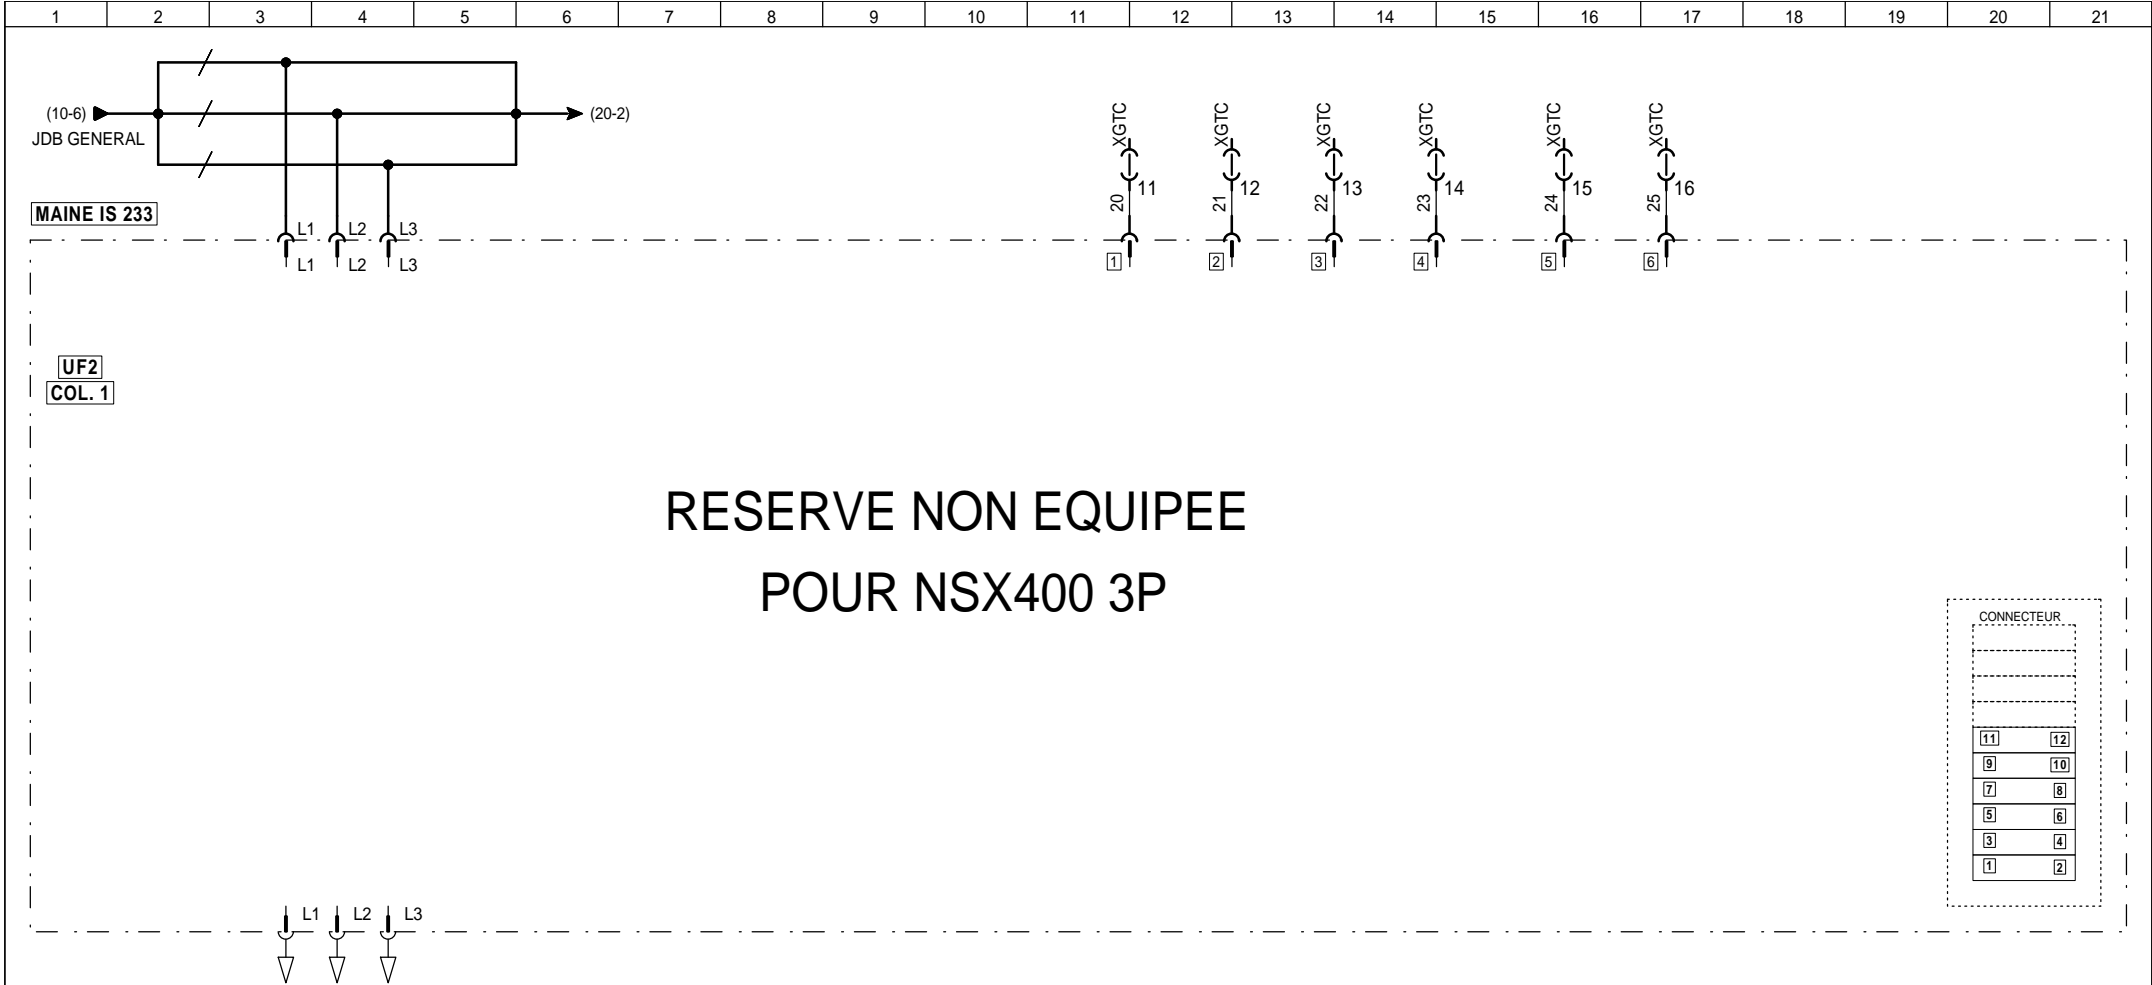 1 2 3 4 5 6 7 8 9 10 11 12 13 14 15 16 17 18 19 20 21
(10-6) (20-2)
JDB GENERAL
XGTC XGTC XGTC XGTC XGTC XGTC
11 12 13 14 15 16
20 21 22 23 24 25
MAINE IS 233
L1 L2 L3
L1 L2 L3
1 2 3 4 5 6
UF2
COL. 1
RESERVE NON EQUIPEE
POUR NSX400 3P
CONNECTEUR
11 12
9 10
7 8
5 6
3 4
1 2
L1 L2 L3